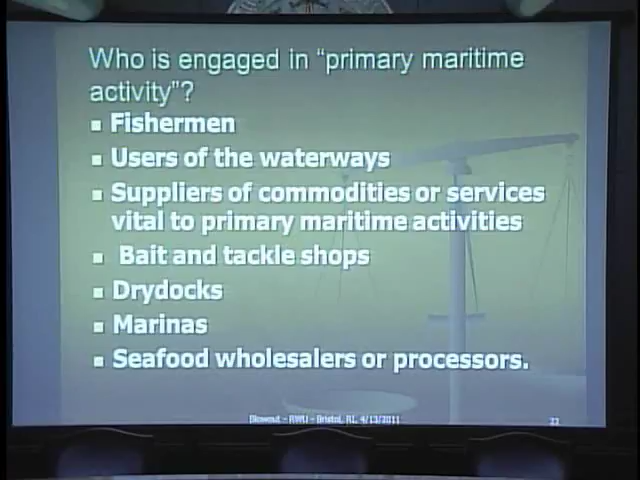 Who is engaged in "primary maritime
activity"?
Fishermen
Users of the waterways
Suppliers of commodities or services
vital to primary maritime activities
Bait and tackle shops
Drydocks
Marinas
Seafood wholesalers or processors.
Blowout - RWU - Bristol, RI, 4/13/2011